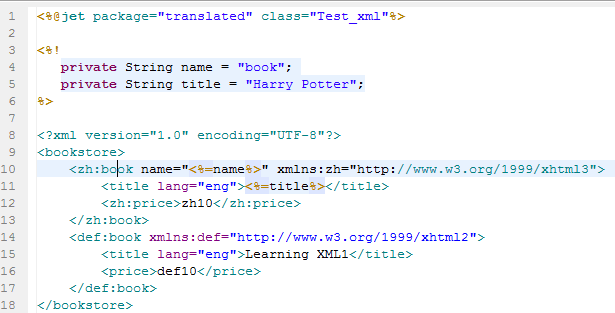 1 <%@jet package="translated" class="Test_xml"%>
2
3 <%!
4    private String name = "book";
5    private String title = "Harry Potter";
6 %>
7
8 <?xml version="1.0" encoding="UTF-8"?>
9 <bookstore>
10     <zh:book name="<%=name%>" xmlns:zh="http://www.w3.org/1999/xhtml3">
11         <title lang="eng"><%=title%></title>
12         <zh:price>zh10</zh:price>
13     </zh:book>
14     <def:book xmlns:def="http://www.w3.org/1999/xhtml2">
15         <title lang="eng">Learning XML1</title>
16         <price>def10</price>
17     </def:book>
18 </bookstore>